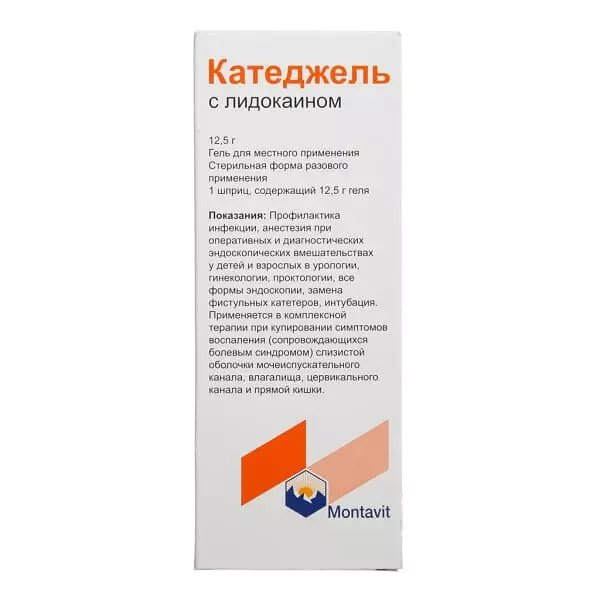 Катеджель
с лидокаином
12,5 г
Гель для местного применения
Стерильная форма разового
применения
1 шприц, содержащий 12,5 г геля
Показания: Профилактика
инфекции, анестезия при
оперативных и диагностических
эндоскопических вмешательствах
у детей и взрослых в урологии,
гинекологии, проктологии, все
формы эндоскопии, замена
фистульных катетеров, интубация.
Применяется в комплексной
терапии при купировании симптомов
воспаления (сопровождающихся
болевым синдромом) слизистой
оболочки мочеиспускательного
канала, влагалища, цервикального
канала и прямой кишки.
Montavit